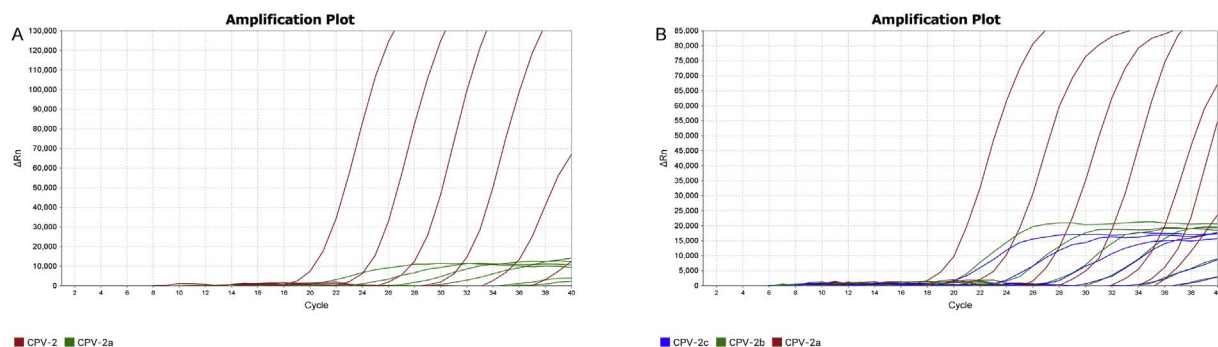 A
Amplification Plot
130,000
120,000
110,000
100,000
90,000
80,000
70,000
60,000
50,000
40,000
30,000
20,000
10,000
0
ΔRn
2 4 6 8 10 12 14 16 18 20 22 24 26 28 30 32 34 36 38 40
Cycle
CPV-2 CPV-2a
B
Amplification Plot
85,000
80,000
75,000
70,000
65,000
60,000
55,000
50,000
45,000
40,000
35,000
30,000
25,000
20,000
15,000
10,000
5,000
0
ΔRn
2 4 6 8 10 12 14 16 18 20 22 24 26 28 30 32 34 36 38 40
Cycle
CPV-2c CPV-2b CPV-2a